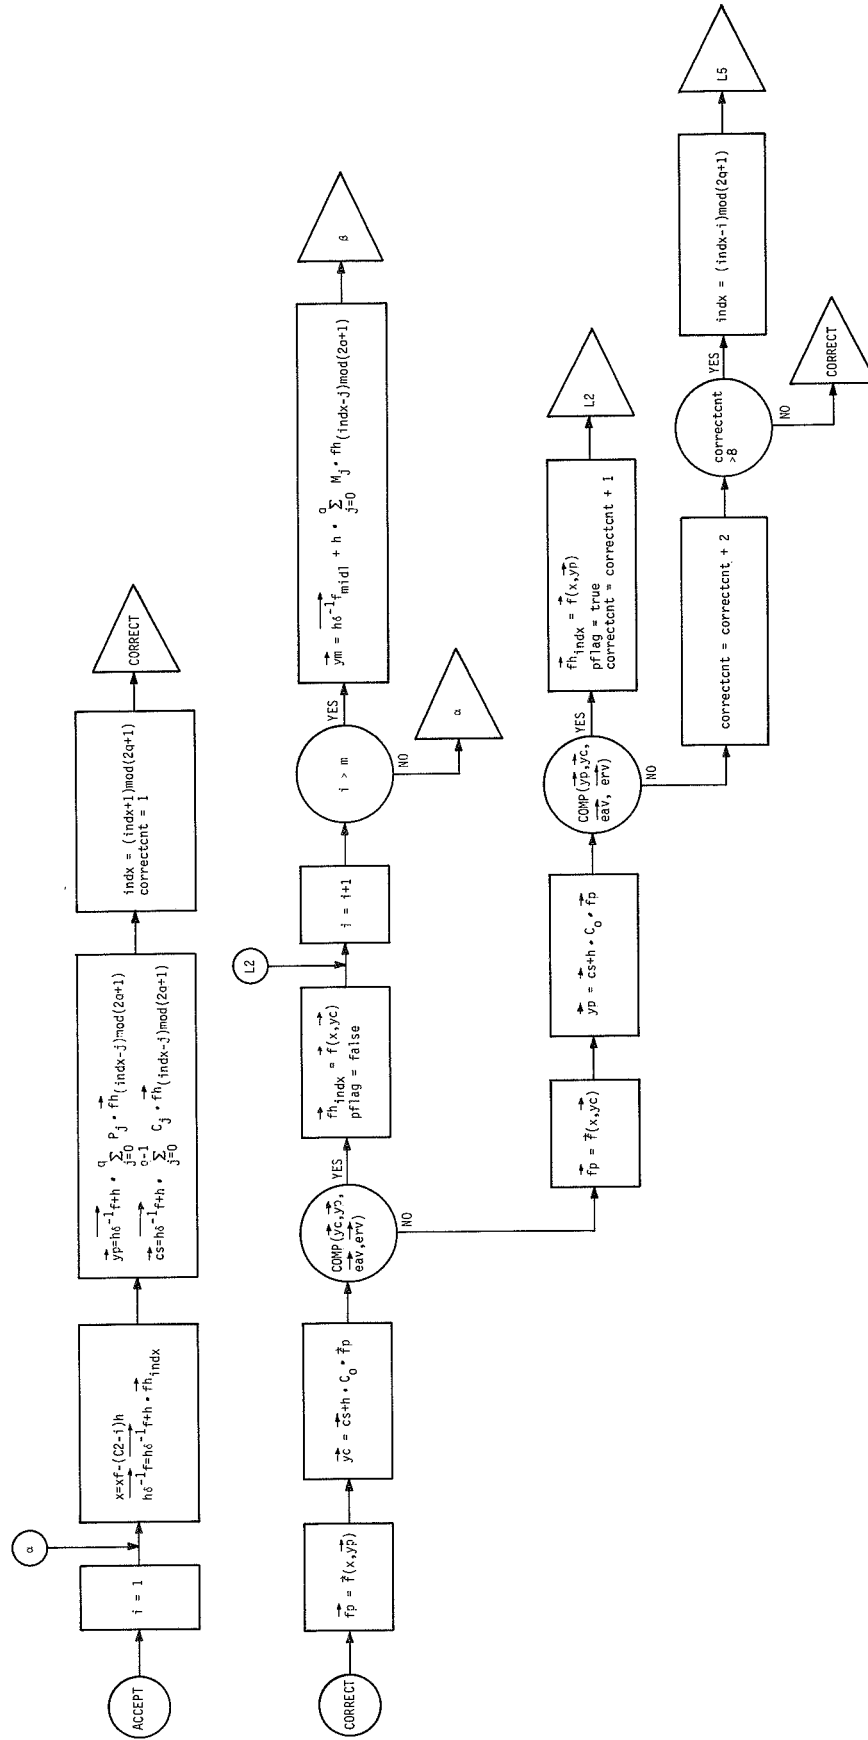 ACCEPT
i = 1
α
x=xf-(C2-i)h
hδ⁻¹f=hδ⁻¹f+h • fh_indx
yp=hδ⁻¹f+h • Σ_{j=0}^{q} P_j • fh_(indx-j)mod(2q+1)
cs=hδ⁻¹f+h • Σ_{j=0}^{q-1} C_j • fh_(indx-j)mod(2q+1)
indx = (indx+1)mod(2q+1)
correctcnt = 1
CORRECT
CORRECT
fp = f(x,yp)
yc = cs+h • C_o • fp
COMP(yc,yp,
eav,erv)
YES
NO
fh_indx = f(x,yc)
pflag = false
L2
i = i+1
i > m
YES
NO
α
ym = hδ⁻¹f_midl + h • Σ_{j=0}^{q} M_j • fh_(indx-j)mod(2q+1)
β
fp = f(x,yc)
yp = cs+h • C_o • fp
COMP(yp,yc,
eav, erv)
YES
NO
fh_indx = f(x,yp)
pflag = true
correctcnt = correctcnt + 1
L2
correctcnt = correctcnt + 2
correctcnt
>8
YES
NO
CORRECT
indx = (indx-i)mod(2q+1)
L5